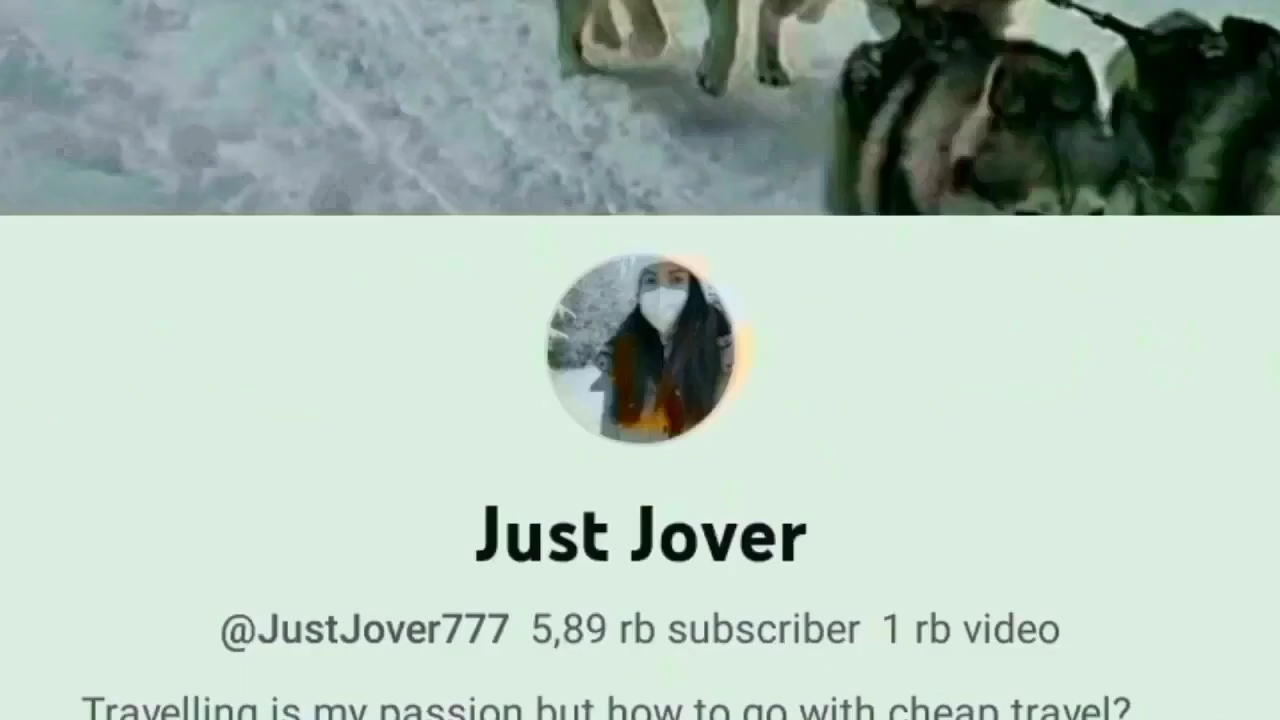 Just Jover
@JustJover777 5,89 rb subscriber 1 rb video
Travelling is my passion but how to go with cheap travel?